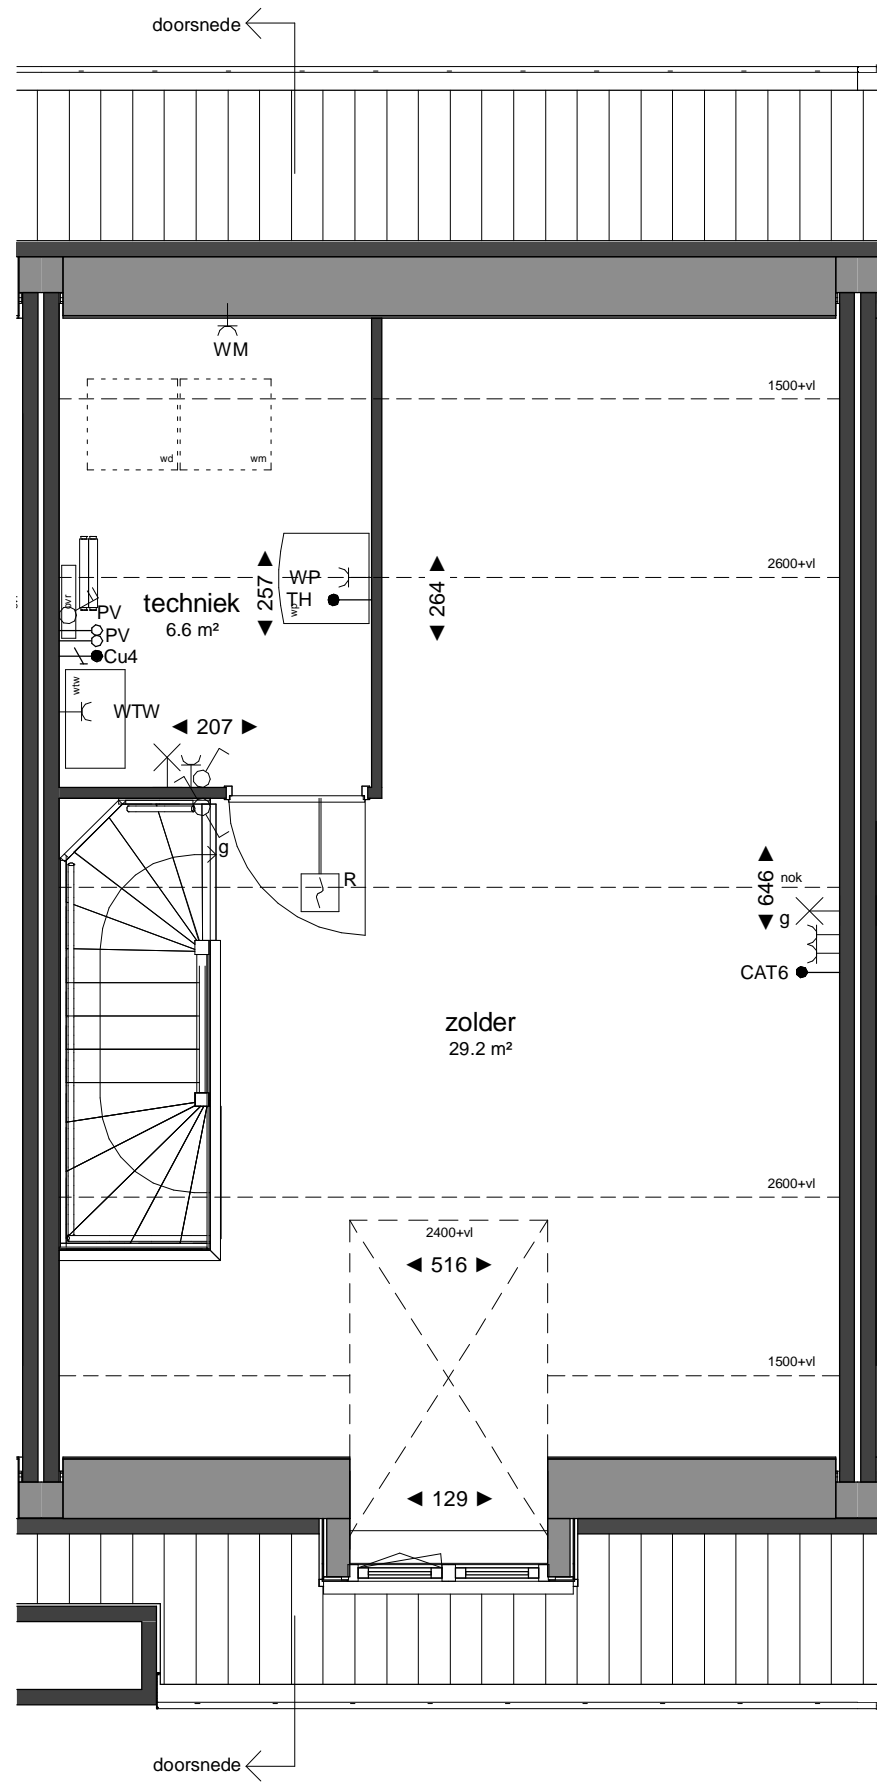 doorsnede
WM
1500+vl
wd
wm
2600+vl
WP
257
TH
wp
264
techniek
6.6 m²
pvr
PV
PV
Cu4
wtw
WTW
207
g
R
nok
646
g
CAT6
zolder
29.2 m²
2600+vl
2400+vl
516
1500+vl
129
doorsnede